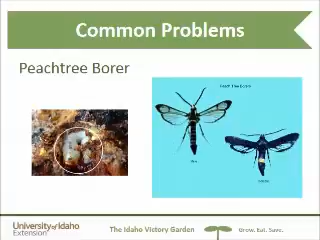 Common Problems
Peachtree Borer
Peach Tree Borer
University of Idaho
Extension
The Idaho Victory Garden
Grow. Eat. Save.